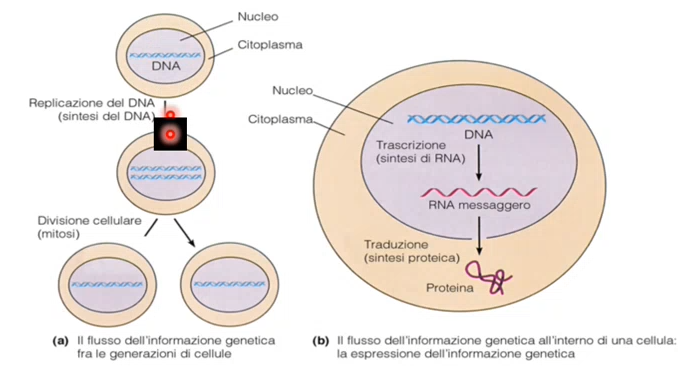 Nucleo
Citoplasma
DNA
Replicazione del DNA
(sintesi del DNA)
Divisione cellulare
(mitosi)
(a) Il flusso dell'informazione genetica
fra le generazioni di cellule
Nucleo
Citoplasma
DNA
Trascrizione
(sintesi di RNA)
RNA messaggero
Traduzione
(sintesi proteica)
Proteina
(b) Il flusso dell'informazione genetica all'interno di una cellula:
la espressione dell'informazione genetica